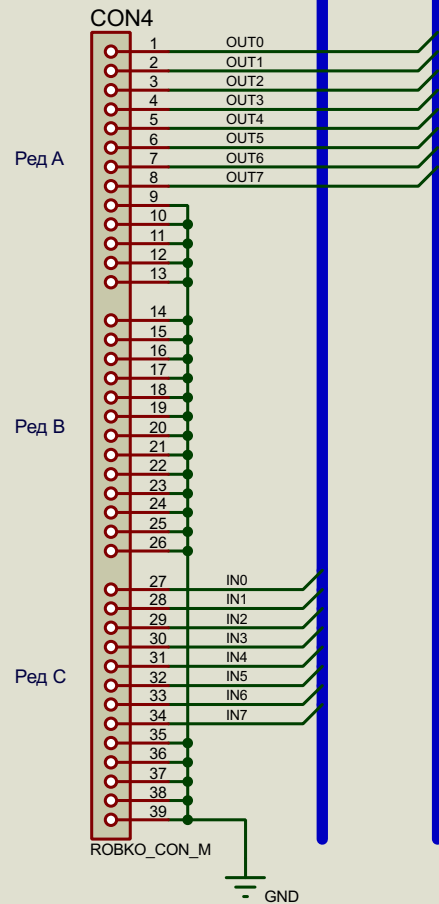 CON4
1 OUT0
2 OUT1
3 OUT2
4 OUT3
5 OUT4
6 OUT5
Ред А
7 OUT6
8 OUT7
9
10
11
12
13
14
15
16
17
18
19
Ред В
20
21
22
23
24
25
26
27 IN0
28 IN1
29 IN2
30 IN3
31 IN4
Ред С
32 IN5
33 IN6
34 IN7
35
36
37
38
39
ROBKO_CON_M
GND